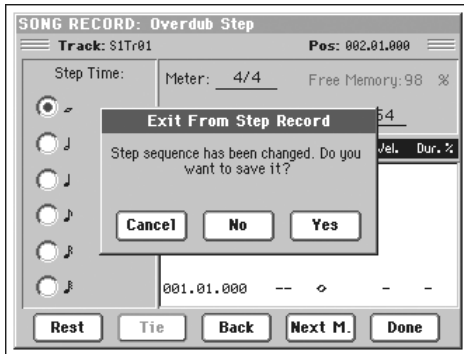 SONG RECORD: Overdub Step
Track: S1Tr01 Pos: 002.01.000
Step Time: Meter: 4/4 Free Memory: 98 %
54
Exit From Step Record
Vel. Dur.%
Step sequence has been changed. Do you
want to save it?
Cancel No Yes
001.01.000 -- - -
Rest Tie Back Next M. Done